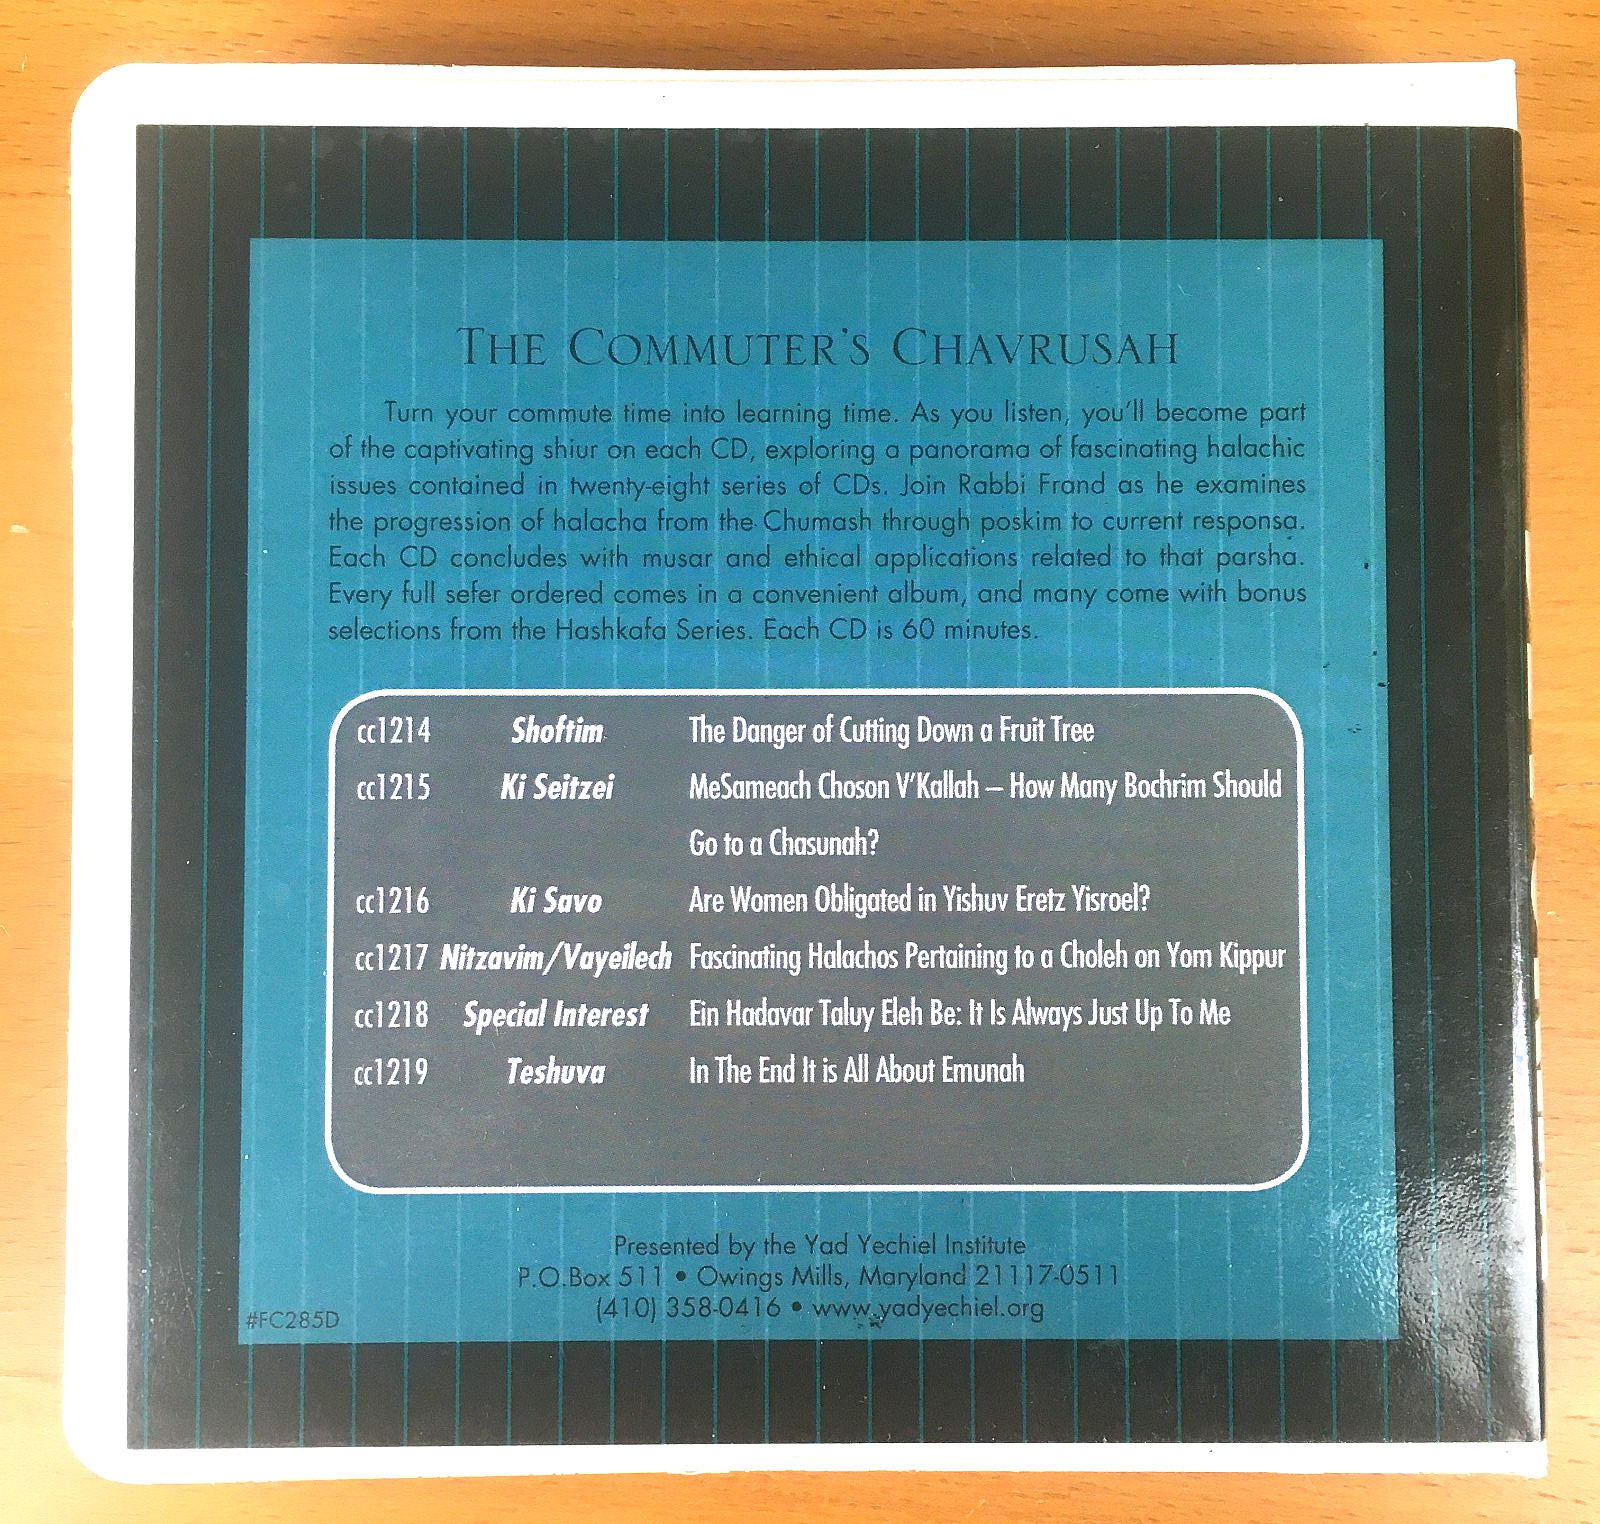 THE COMMUTER'S CHAVRUSAH
Turn your commute time into learning time. As you listen, you'll become part
of the captivating shiur on each CD, exploring a panorama of fascinating halachic
issues contained in twenty-eight series of CDs. Join Rabbi Frand as he examines
the progression of halacha from the Chumash through poskim to current responsa.
Each CD concludes with musar and ethical applications related to that parsha.
Every full sefer ordered comes in a convenient album, and many come with bonus
selections from the Hashkafa Series. Each CD is 60 minutes.
cc1214 Shoftim The Danger of Cutting Down a Fruit Tree
cc1215 Ki Seitzei MeSameach Choson V'Kallah – How Many Bochrim Should
Go to a Chasunah?
cc1216 Ki Savo Are Women Obligated in Yishuv Eretz Yisroel?
cc1217 Nitzavim/Vayeilech Fascinating Halachos Pertaining to a Choleh on Yom Kippur
cc1218 Special Interest Ein Hadavar Taluy Eleh Be: It Is Always Just Up To Me
cc1219 Teshuva In The End It is All About Emunah
Presented by the Yad Yechiel Institute
P.O.Box 511 • Owings Mills, Maryland 21117-0511
(410) 358-0416 • www.yadyechiel.org
#FC285D